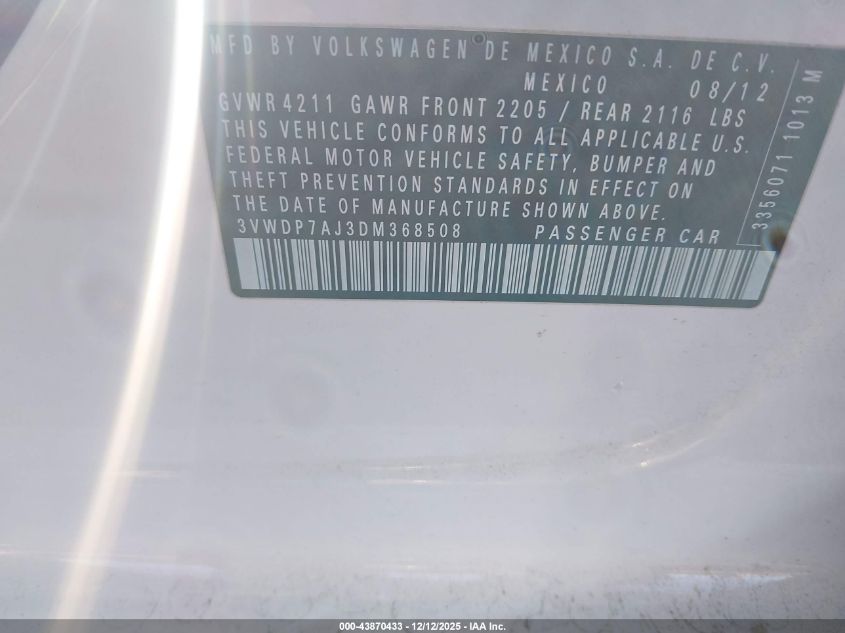 MFD BY VOLKSWAGEN DE MEXICO S.A. DE C.V.
MEXICO 08/12
GVWR 4211 GAWR FRONT 2205 / REAR 2116 LBS
THIS VEHICLE CONFORMS TO ALL APPLICABLE U.S.
FEDERAL MOTOR VEHICLE SAFETY, BUMPER AND
THEFT PREVENTION STANDARDS IN EFFECT ON
THE DATE OF MANUFACTURE SHOWN ABOVE.
3VWDP7AJ3DM368508 PASSENGER CAR
3356071 1013 M
000-43870433 - 12/12/2025 - IAA Inc.